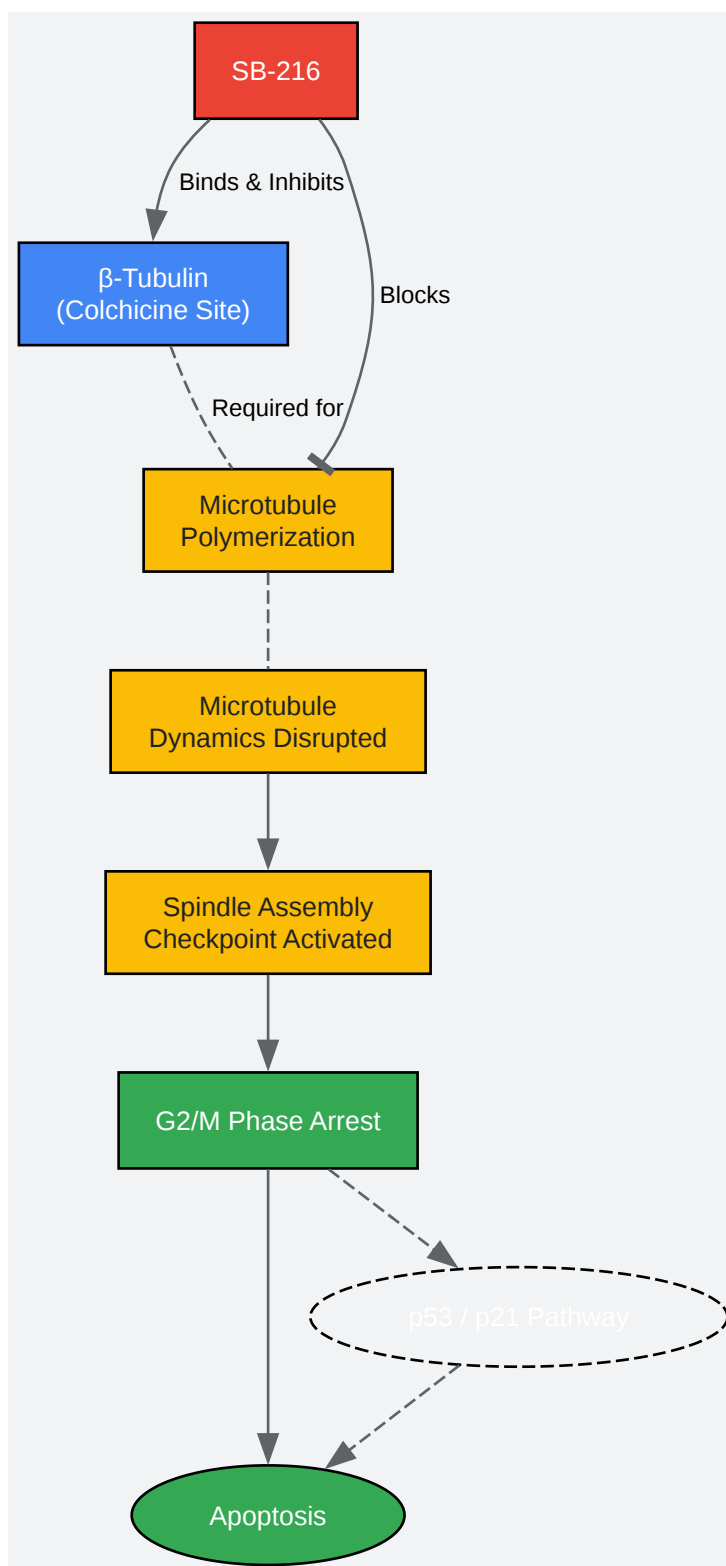 SB-216
Binds & Inhibits
β-Tubulin
(Colchicine Site)
Blocks
Required for
Microtubule
Polymerization
Microtubule
Dynamics Disrupted
Spindle Assembly
Checkpoint Activated
G2/M Phase Arrest
p53 / p21 Pathway
Apoptosis